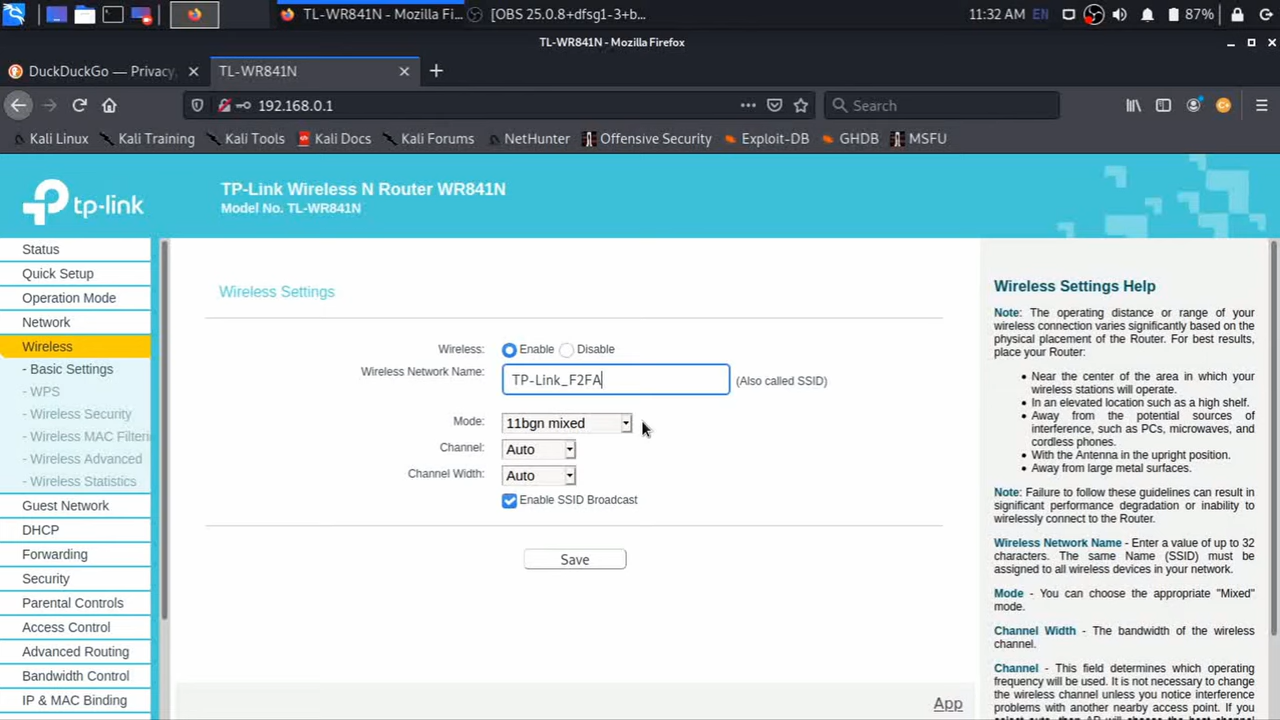 TL-WR841N - Mozilla Fi... [OBS 25.0.8+dfsg1-3+b... 11:32 AM EN 87%
TL-WR841N - Mozilla Firefox
DuckDuckGo — Privacy, TL-WR841N
192.168.0.1 Search
Kali Linux Kali Training Kali Tools Kali Docs Kali Forums NetHunter Offensive Security Exploit-DB GHDB MSFU
tp-link
TP-Link Wireless N Router WR841N
Model No. TL-WR841N
Status
Quick Setup
Operation Mode
Network
Wireless
- Basic Settings
- WPS
- Wireless Security
- Wireless MAC Filteri
- Wireless Advanced
- Wireless Statistics
Guest Network
DHCP
Forwarding
Security
Parental Controls
Access Control
Advanced Routing
Bandwidth Control
IP & MAC Binding
Wireless Settings
Wireless: Enable Disable
Wireless Network Name: TP-Link_F2FA (Also called SSID)
Mode: 11bgn mixed
Channel: Auto
Channel Width: Auto
Enable SSID Broadcast
Save
App
Wireless Settings Help
Note: The operating distance or range of your
wireless connection varies significantly based on the
physical placement of the Router. For best results,
place your Router:
Near the center of the area in which your
wireless stations will operate.
In an elevated location such as a high shelf.
Away from the potential sources of
interference, such as PCs, microwaves, and
cordless phones.
With the Antenna in the upright position.
Away from large metal surfaces.
Note: Failure to follow these guidelines can result in
significant performance degradation or inability to
wirelessly connect to the Router.
Wireless Network Name - Enter a value of up to 32
characters. The same Name (SSID) must be
assigned to all wireless devices in your network.
Mode - You can choose the appropriate "Mixed"
mode.
Channel Width - The bandwidth of the wireless
channel.
Channel - This field determines which operating
frequency will be used. It is not necessary to change
the wireless channel unless you notice interference
problems with another nearby access point. If you